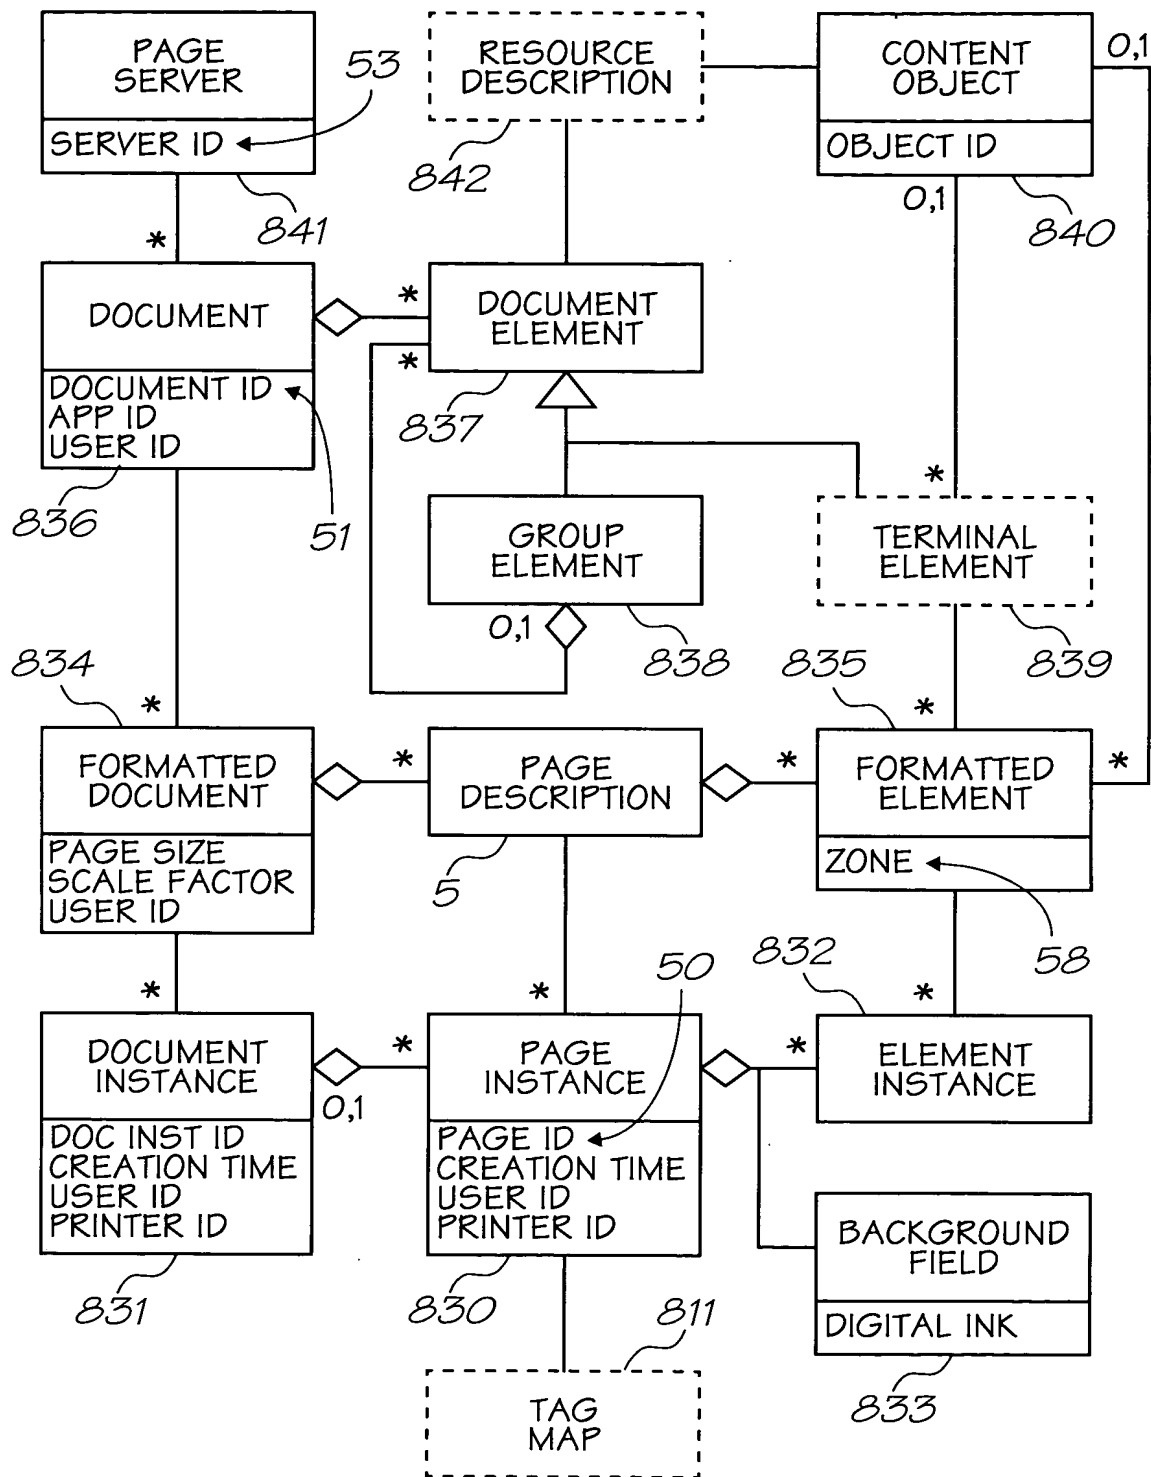 PAGE
SERVER
SERVER ID
53
841
RESOURCE
DESCRIPTION
842
CONTENT
OBJECT
OBJECT ID
0,1
0,1
840
*
DOCUMENT
DOCUMENT ID
APP ID
USER ID
836
51
*
*
DOCUMENT
ELEMENT
837
GROUP
ELEMENT
0,1
838
*
TERMINAL
ELEMENT
839
834
*
FORMATTED
DOCUMENT
PAGE SIZE
SCALE FACTOR
USER ID
*
PAGE
DESCRIPTION
5
835
*
*
*
FORMATTED
ELEMENT
ZONE
58
*
DOCUMENT
INSTANCE
0,1
DOC INST ID
CREATION TIME
USER ID
PRINTER ID
831
*
*
50
PAGE
INSTANCE
PAGE ID
CREATION TIME
USER ID
PRINTER ID
830
832
*
*
ELEMENT
INSTANCE
BACKGROUND
FIELD
DIGITAL INK
833
811
TAG
MAP